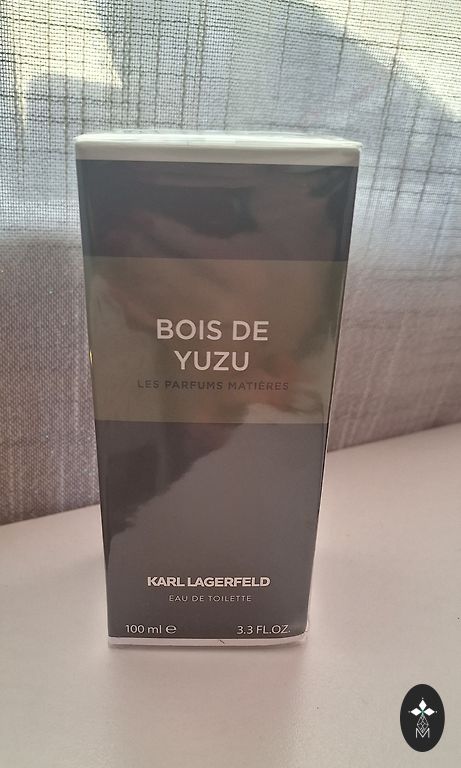 BOIS DE
YUZU
LES PARFUMS MATIÈRES
KARL LAGERFELD
EAU DE TOILETTE
100 ml ℮ 3.3 FL.OZ.